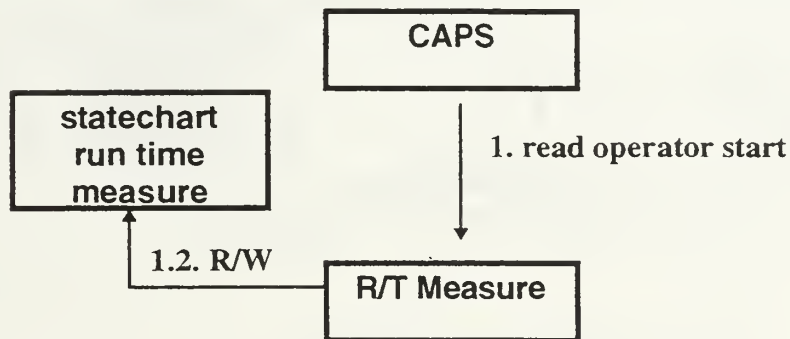 CAPS
statechart
run time
measure
1. read operator start
1.2. R/W
R/T Measure